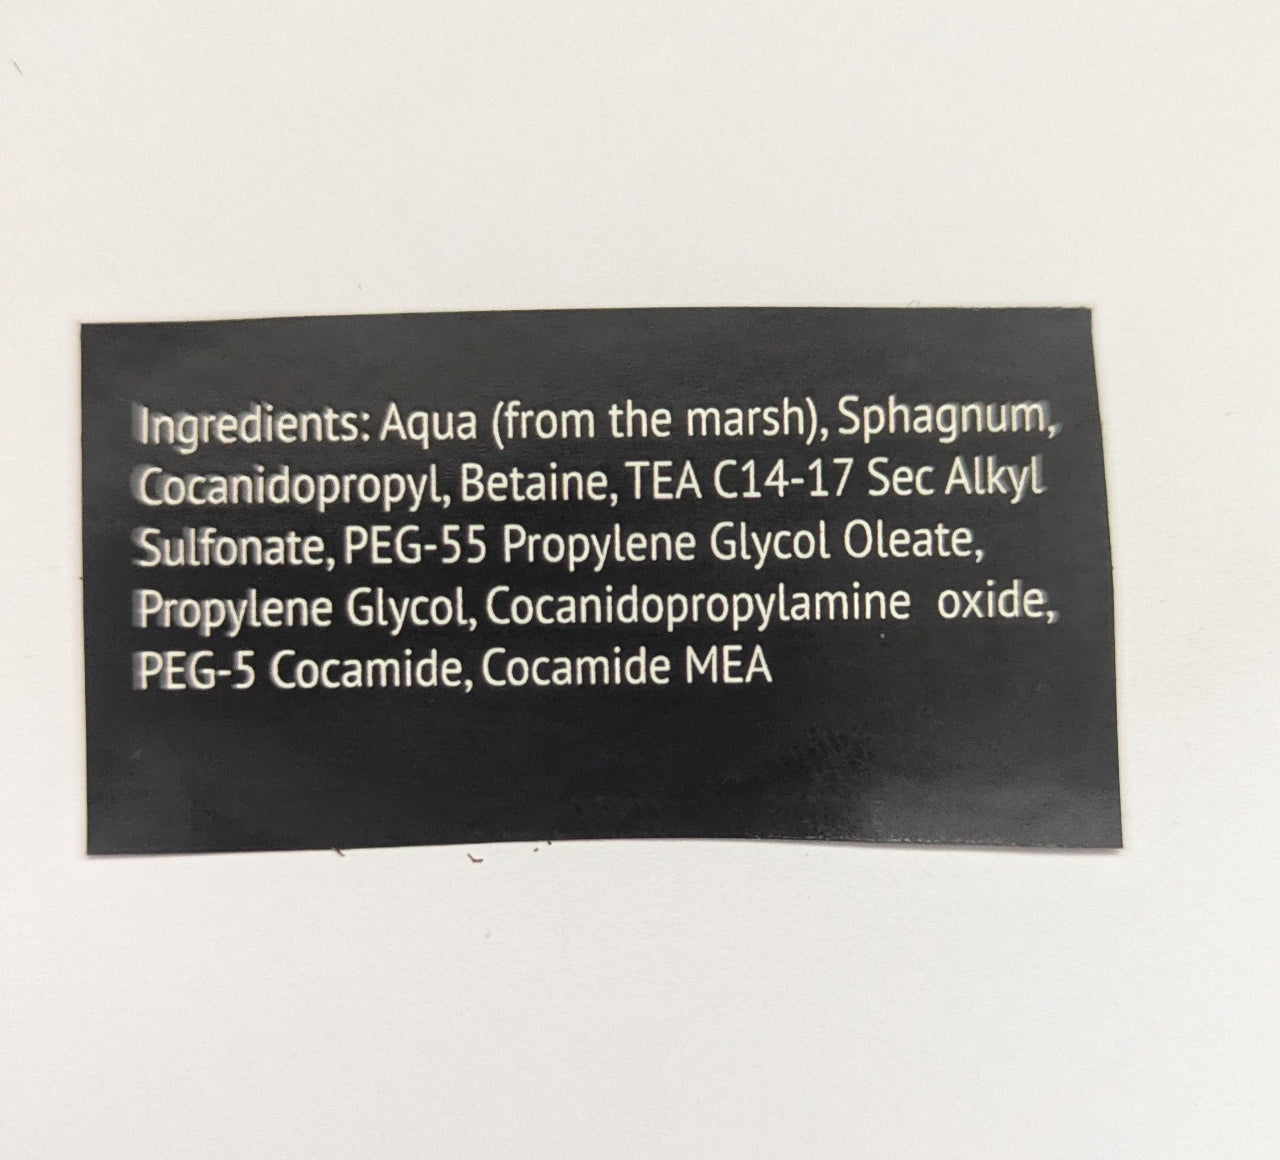 Ingredients: Aqua (from the marsh), Sphagnum,
Cocanidopropyl, Betaine, TEA C14-17 Sec Alkyl
Sulfonate, PEG-55 Propylene Glycol Oleate,
Propylene Glycol, Cocanidopropylamine oxide,
PEG-5 Cocamide, Cocamide MEA